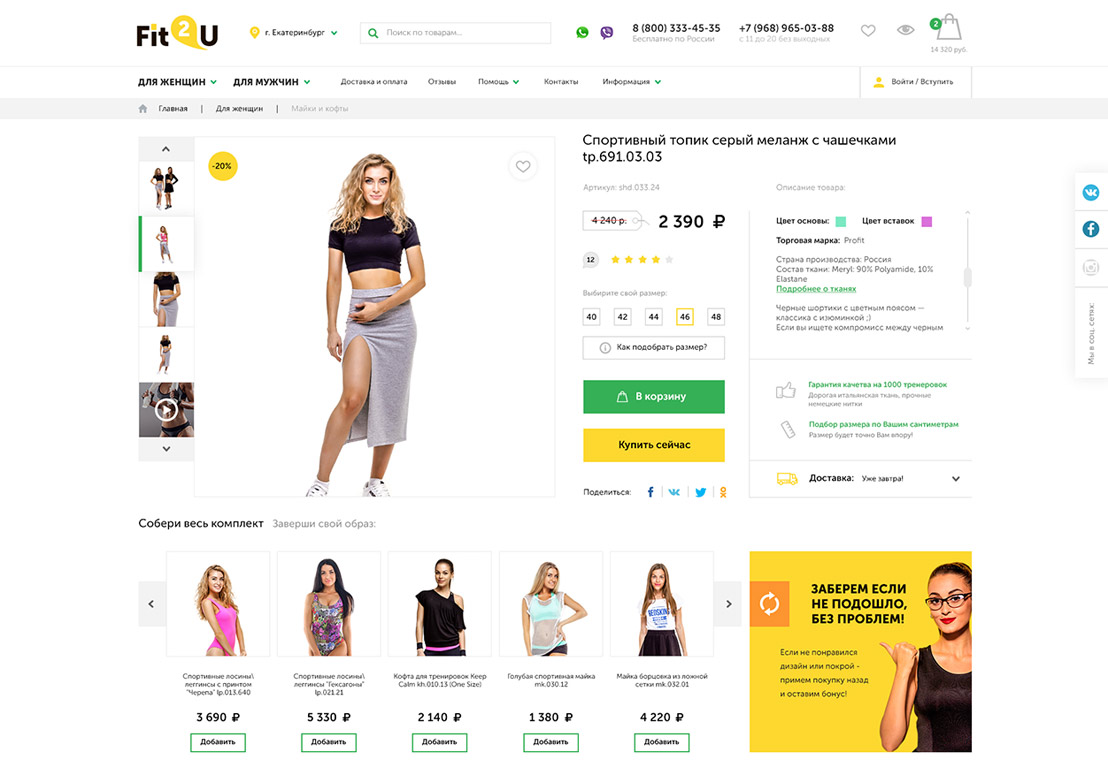 Fit2U
г. Екатеринбург
Поиск по товарам...
8 (800) 333-45-35
Бесплатно по России
+7 (968) 965-03-88
с 11 до 20 без выходных
2
14 320 руб.
ДЛЯ ЖЕНЩИН
ДЛЯ МУЖЧИН
Доставка и оплата
Отзывы
Помощь
Контакты
Информация
Войти / Вступить
Главная | Для женщин | Майки и кофты
-20%
Спортивный топик серый меланж с чашечками
tp.691.03.03
Артикул: shd.033.24
4 240 р.
2 390 ₽
12
Выберите свой размер:
40 42 44 46 48
Как подобрать размер?
В корзину
Купить сейчас
Поделиться:
Описание товара:
Цвет основы:
Цвет вставок
Торговая марка: Profit
Страна производства: Россия
Состав ткани: Meryl: 90% Polyamide, 10%
Elastane
Подробнее о тканях
Черные шортики с цветным поясом —
классика с изюминкой ;)
Если вы ищете компромисс между черным
Гарантия качетва на 1000 тренировок
Дорогая итальянская ткань, прочные
немецкие нитки
Подбор размера по Вашим сантиметрам
Размер будет точно Вам впору!
Доставка: Уже завтра!
Мы в соц. сетях:
Собери весь комплект
Заверши свой образ:
Спортивные лосины\
леггинсы с принтом
"Черепа" lp.013.640
3 690 ₽
Добавить
Спортивные лосины\
леггинсы "Гексагоны"
lp.021.21
5 330 ₽
Добавить
Кофта для тренировок Keep
Calm kh.010.13 (One Size)
2 140 ₽
Добавить
Голубая спортивная майка
mk.030.12
1 380 ₽
Добавить
REDSKINS
Майка борцовка из ложной
сетки mk.032.01
4 220 ₽
Добавить
ЗАБЕРЕМ ЕСЛИ
НЕ ПОДОШЛО,
БЕЗ ПРОБЛЕМ!
Если не понравился
дизайн или покрой -
примем покупку назад
и оставим бонус!